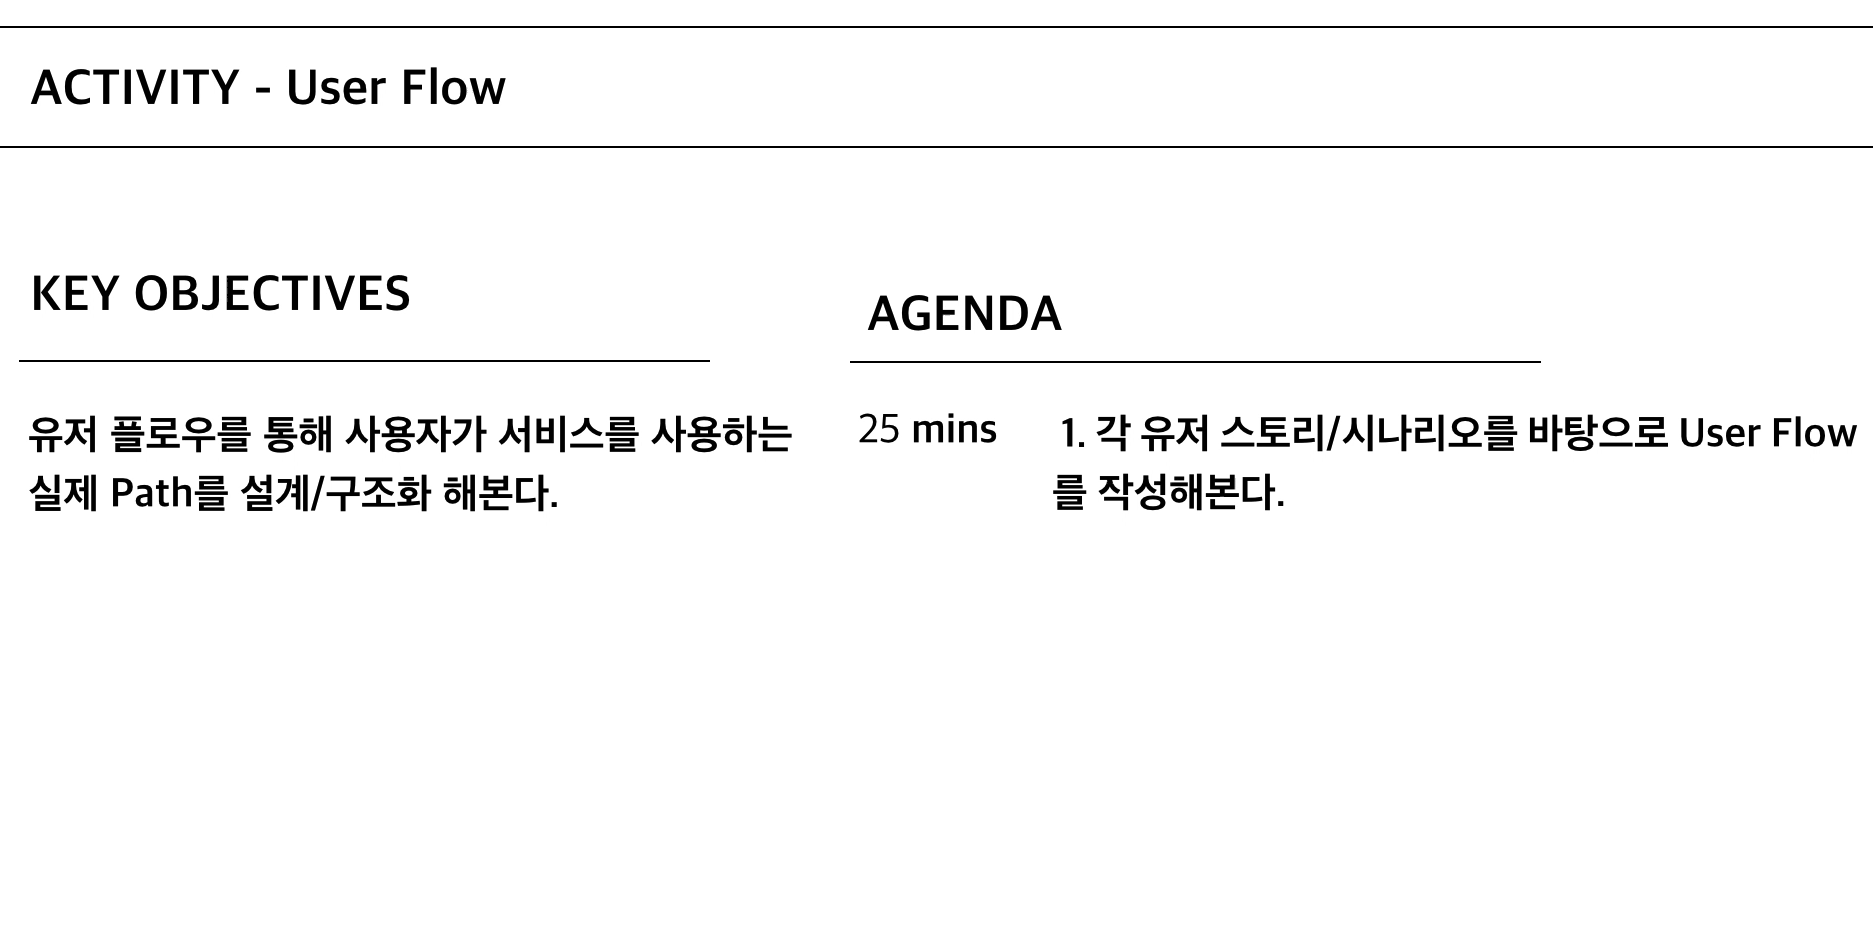 ACTIVITY - User Flow
KEY OBJECTIVES
유저 플로우를 통해 사용자가 서비스를 사용하는
실제 Path를 설계/구조화 해본다.
AGENDA
25 mins 1. 각 유저 스토리/시나리오를 바탕으로 User Flow
를 작성해본다.